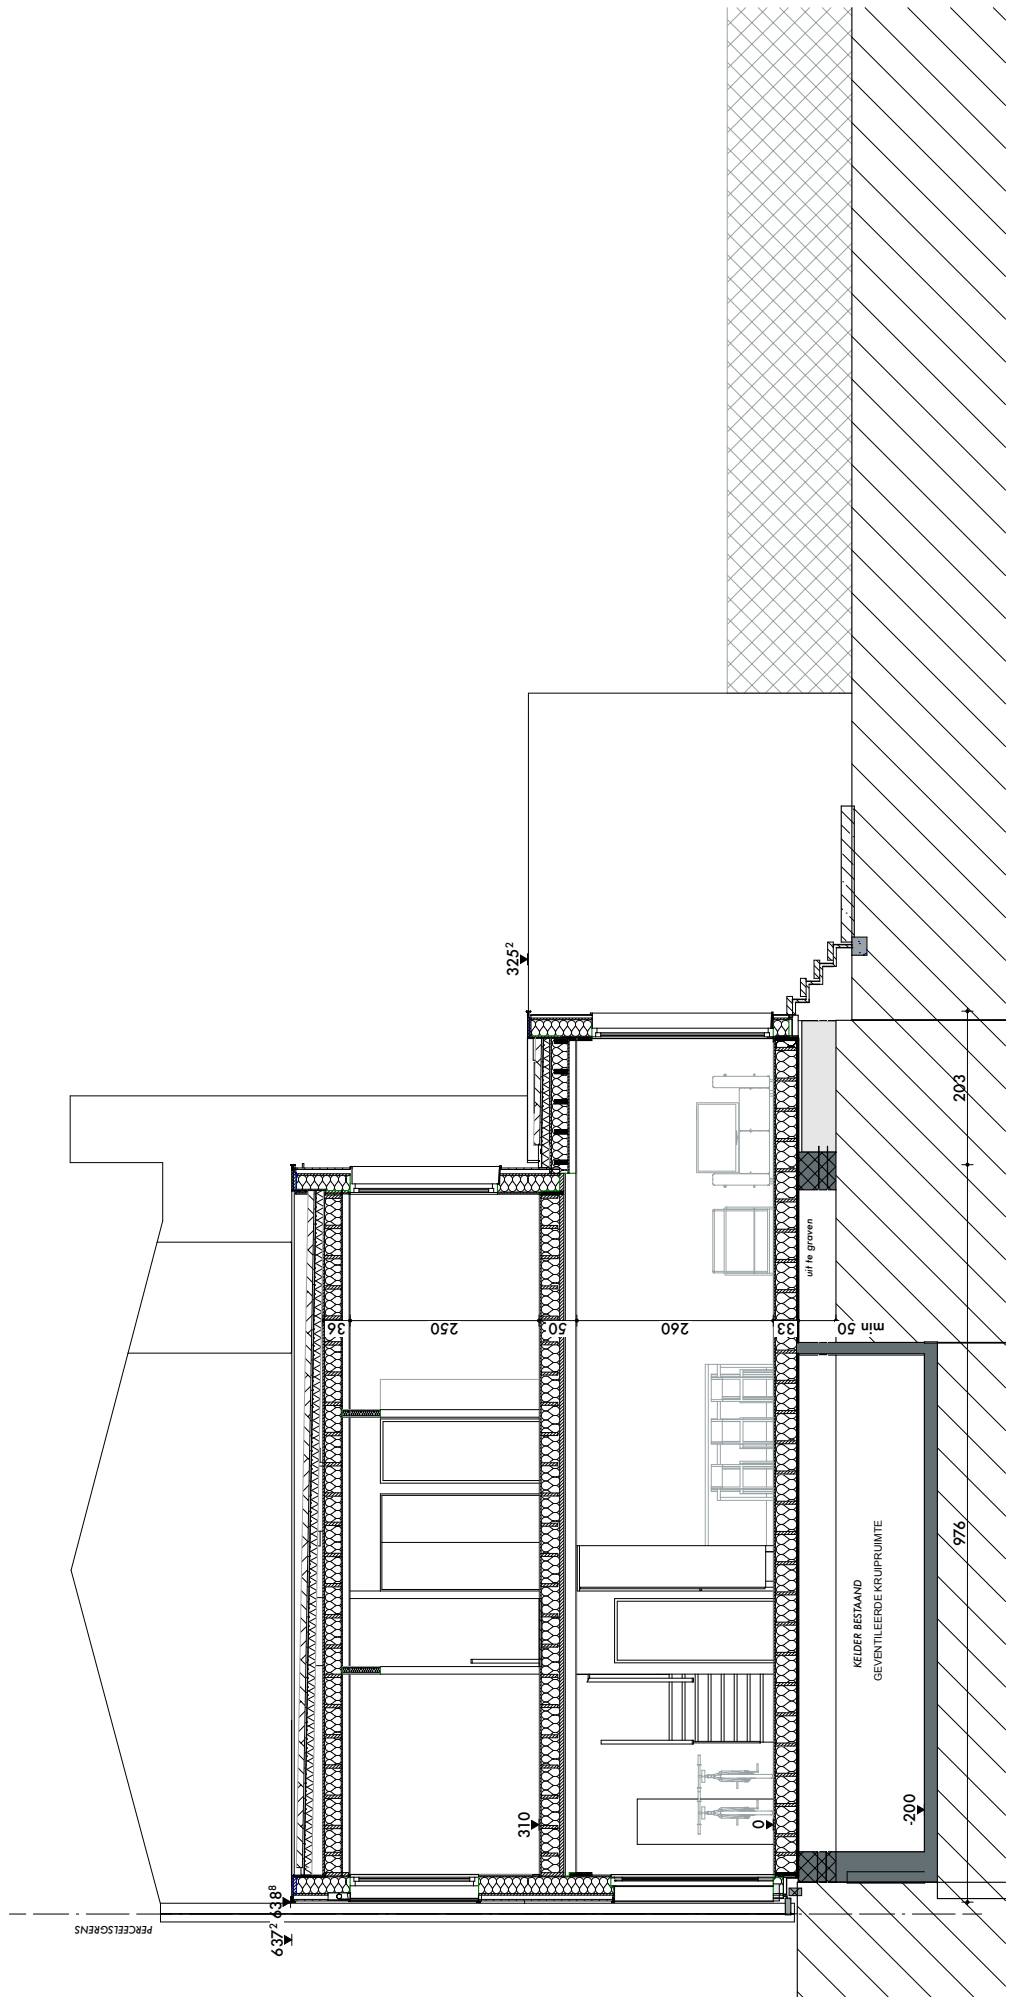 PERCEELSGRENS
637²
638⁸
325²
36
250
50
260
33
min 50
310
0
-200
uit te graven
KELDER BESTAAND
GEVENTILEERDE KRUIPRUIMTE
976
203